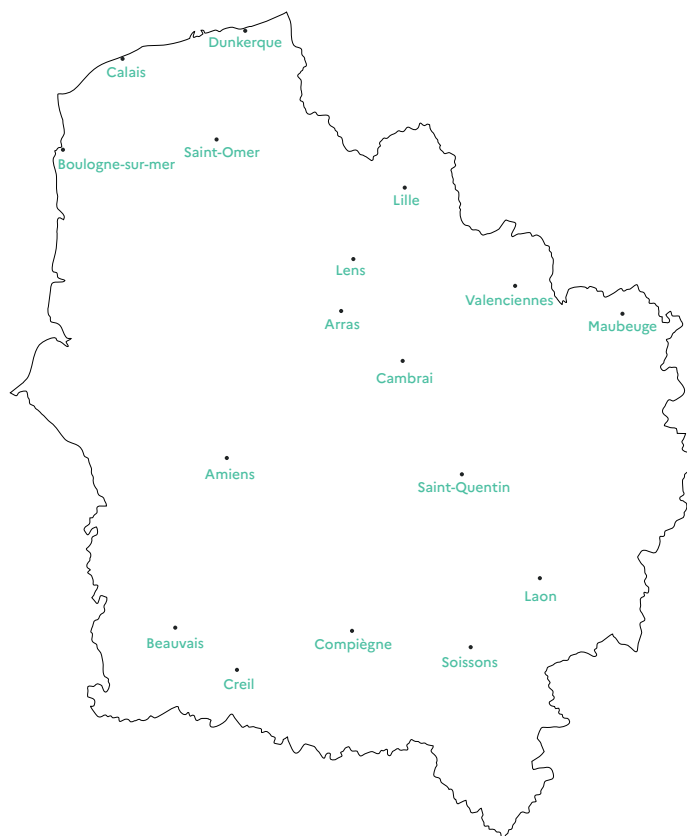 Dunkerque
Calais
Saint-Omer
Boulogne-sur-mer
Lille
Lens
Valenciennes
Arras
Maubeuge
Cambrai
Amiens
Saint-Quentin
Laon
Beauvais
Compiègne
Soissons
Creil